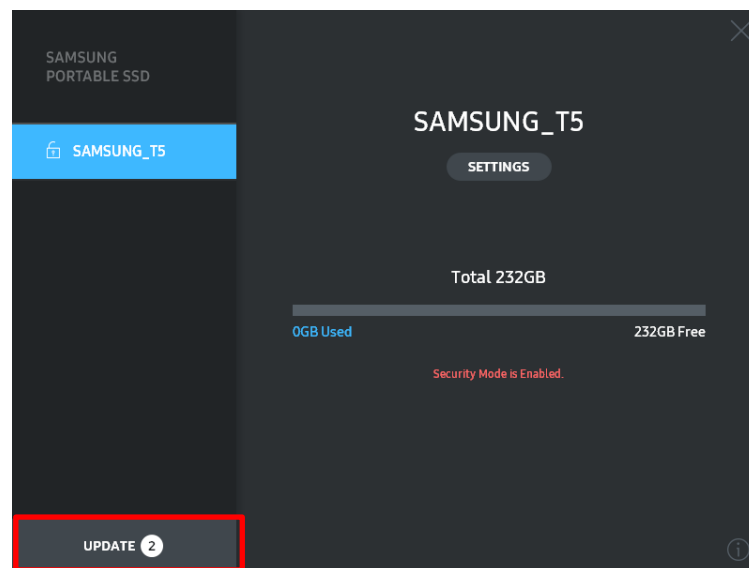 SAMSUNG
PORTABLE SSD
SAMSUNG_T5
SAMSUNG_T5
SETTINGS
Total 232GB
0GB Used
232GB Free
Security Mode is Enabled.
UPDATE 2